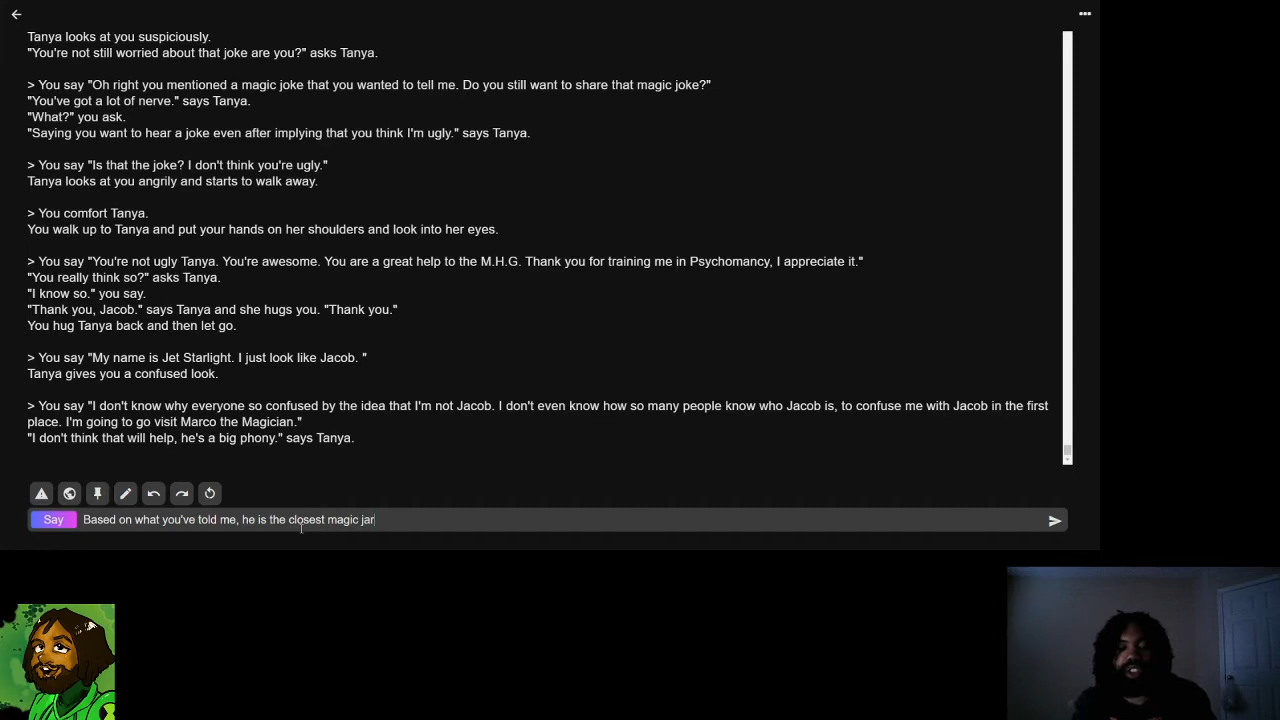 Tanya looks at you suspiciously.
"You're not still worried about that joke are you?" asks Tanya.
> You say "Oh right you mentioned a magic joke that you wanted to tell me. Do you still want to share that magic joke?"
"You've got a lot of nerve." says Tanya.
"What?" you ask.
"Saying you want to hear a joke even after implying that you think I'm ugly." says Tanya.
> You say "Is that the joke? I don't think you're ugly."
Tanya looks at you angrily and starts to walk away.
> You comfort Tanya.
You walk up to Tanya and put your hands on her shoulders and look into her eyes.
> You say "You're not ugly Tanya. You're awesome. You are a great help to the M.H.G. Thank you for training me in Psychomancy, I appreciate it."
"You really think so?" asks Tanya.
"I know so." you say.
"Thank you, Jacob." says Tanya and she hugs you. "Thank you."
You hug Tanya back and then let go.
> You say "My name is Jet Starlight. I just look like Jacob. "
Tanya gives you a confused look.
> You say "I don't know why everyone so confused by the idea that I'm not Jacob. I don't even know how so many people know who Jacob is, to confuse me with Jacob in the first
place. I'm going to go visit Marco the Magician."
"I don't think that will help, he's a big phony." says Tanya.
Say Based on what you've told me, he is the closest magic jar